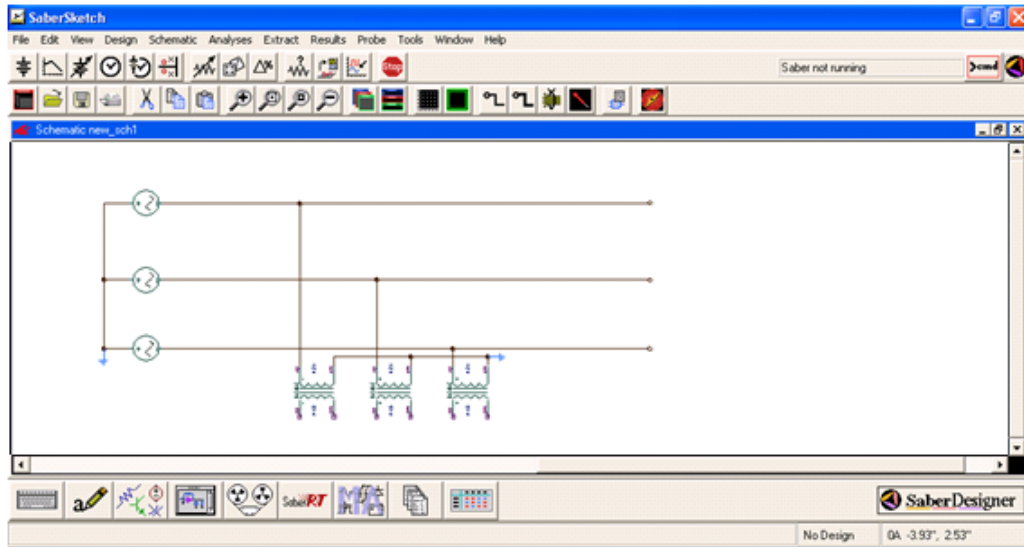 SaberSketch
File Edit View Design Schematic Analyses Extract Results Probe Tools Window Help
Stop
Saber not running
>cmd
Schematic new_sch1
a
SaberRT
SaberDesigner
No Design
0A -3.93", 2.53"